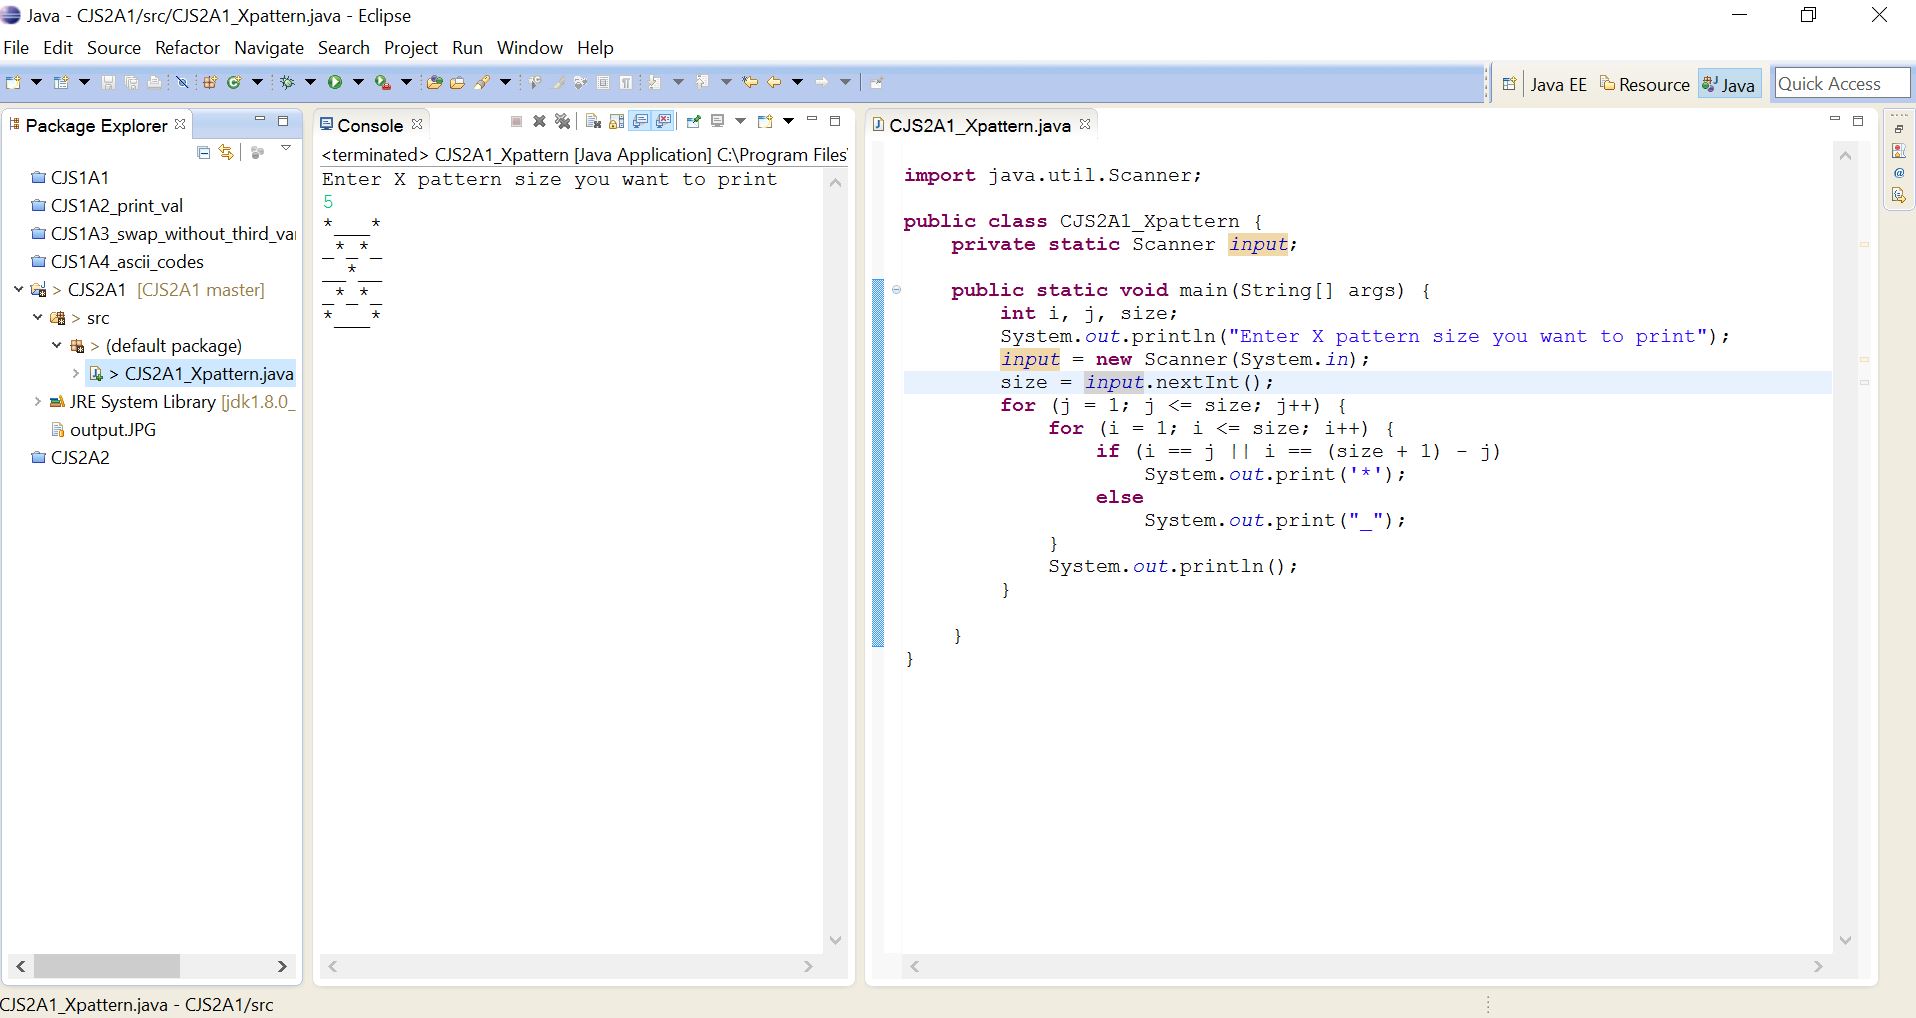 Java - CJS2A1/src/CJS2A1_Xpattern.java - Eclipse
File Edit Source Refactor Navigate Search Project Run Window Help
Java EE Resource Java Quick Access
Package Explorer
CJS1A1
CJS1A2_print_val
CJS1A3_swap_without_third_va
CJS1A4_ascii_codes
> CJS2A1 [CJS2A1 master]
> src
> (default package)
> CJS2A1_Xpattern.java
JRE System Library [jdk1.8.0_
output.JPG
CJS2A2
Console
<terminated> CJS2A1_Xpattern [Java Application] C:\Program Files
Enter X pattern size you want to print
5
*___*
_*_*_
__*__
_*_*_
*___*
CJS2A1_Xpattern.java
import java.util.Scanner;
public class CJS2A1_Xpattern {
private static Scanner input;
public static void main(String[] args) {
int i, j, size;
System.out.println("Enter X pattern size you want to print");
input = new Scanner(System.in);
size = input.nextInt();
for (j = 1; j <= size; j++) {
for (i = 1; i <= size; i++) {
if (i == j || i == (size + 1) - j)
System.out.print('*');
else
System.out.print("_");
}
System.out.println();
}
}
}
CJS2A1_Xpattern.java - CJS2A1/src